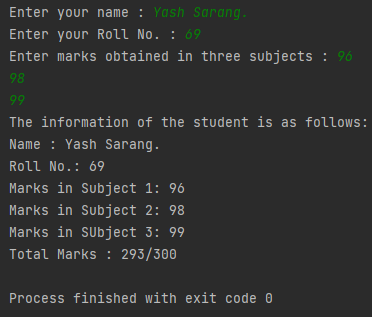 Enter your name : Yash Sarang.
Enter your Roll No. : 69
Enter marks obtained in three subjects : 96
98
99
The information of the student is as follows:
Name : Yash Sarang.
Roll No.: 69
Marks in Subject 1: 96
Marks in Subject 2: 98
Marks in SUbject 3: 99
Total Marks : 293/300
Process finished with exit code 0